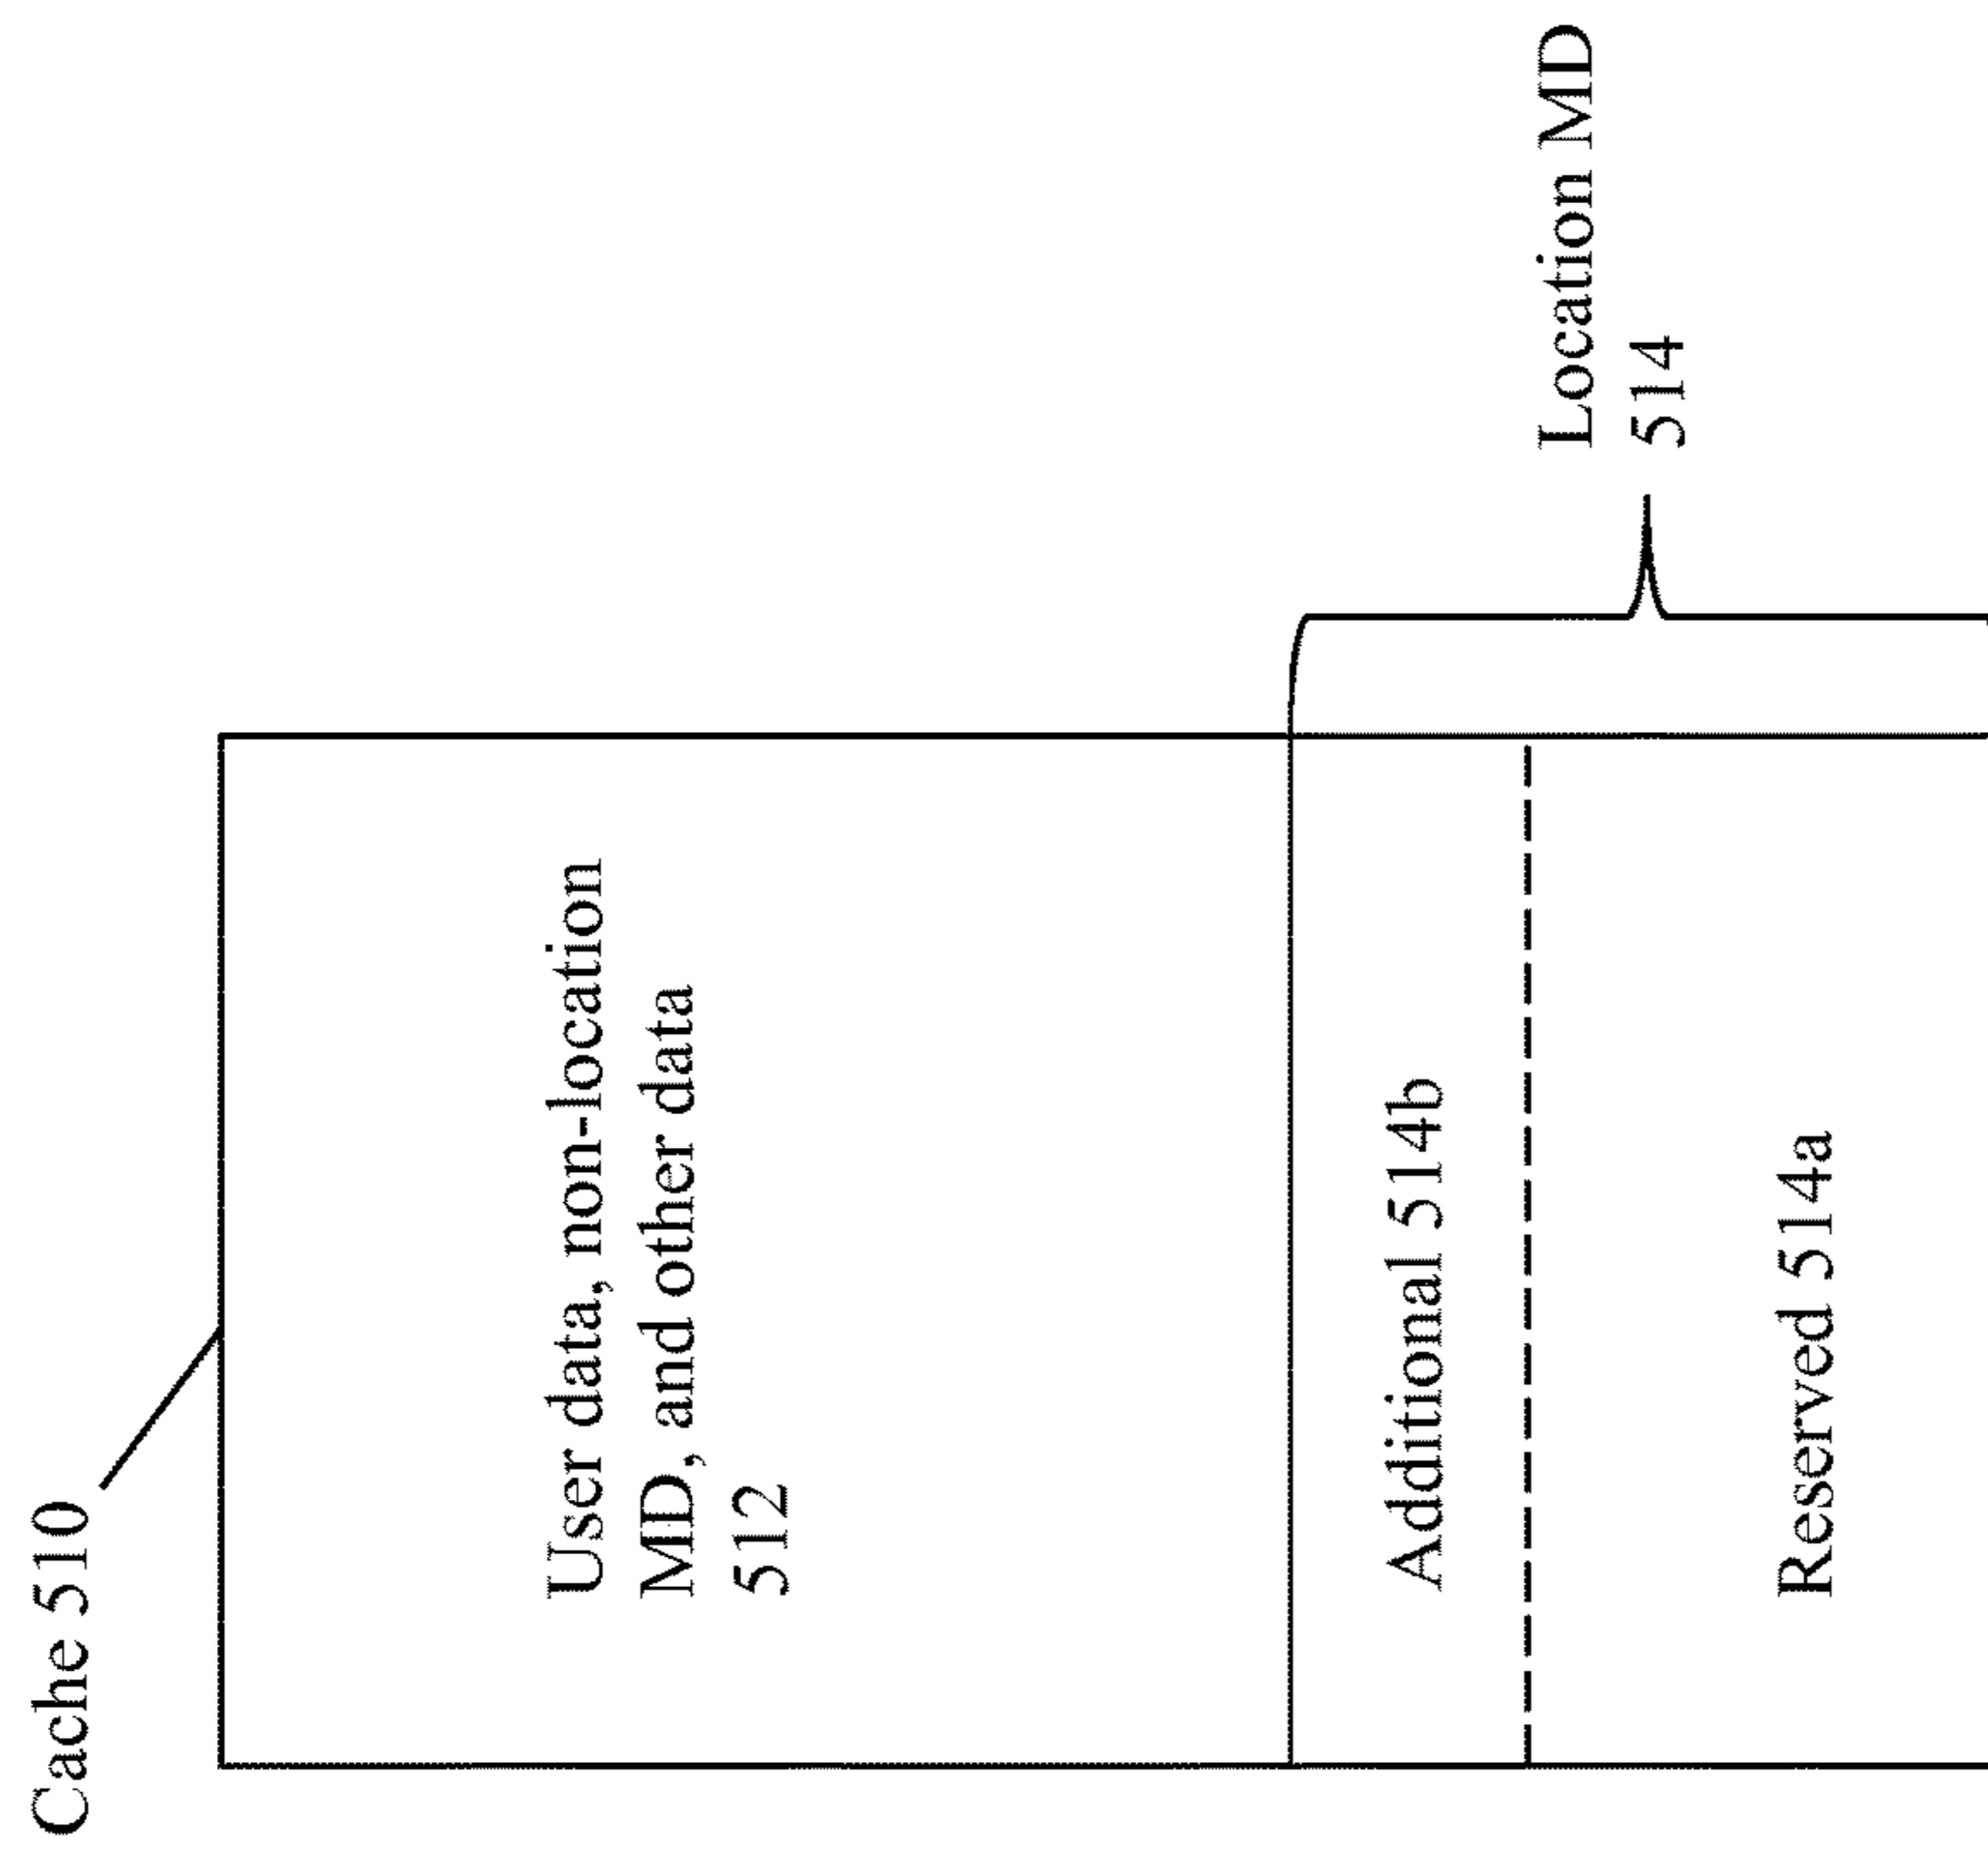 Cache 510
User data, non-location
MD, and other data
512
Additional 514b
Reserved 514a
Location MD
514